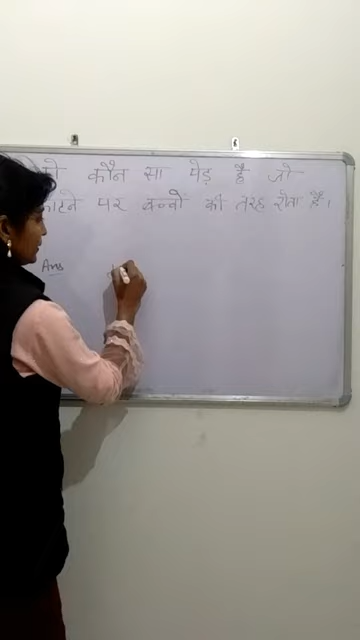 कौन सा पेड़ है जो
काटने पर बच्चों की तरह रोता है।
Ans